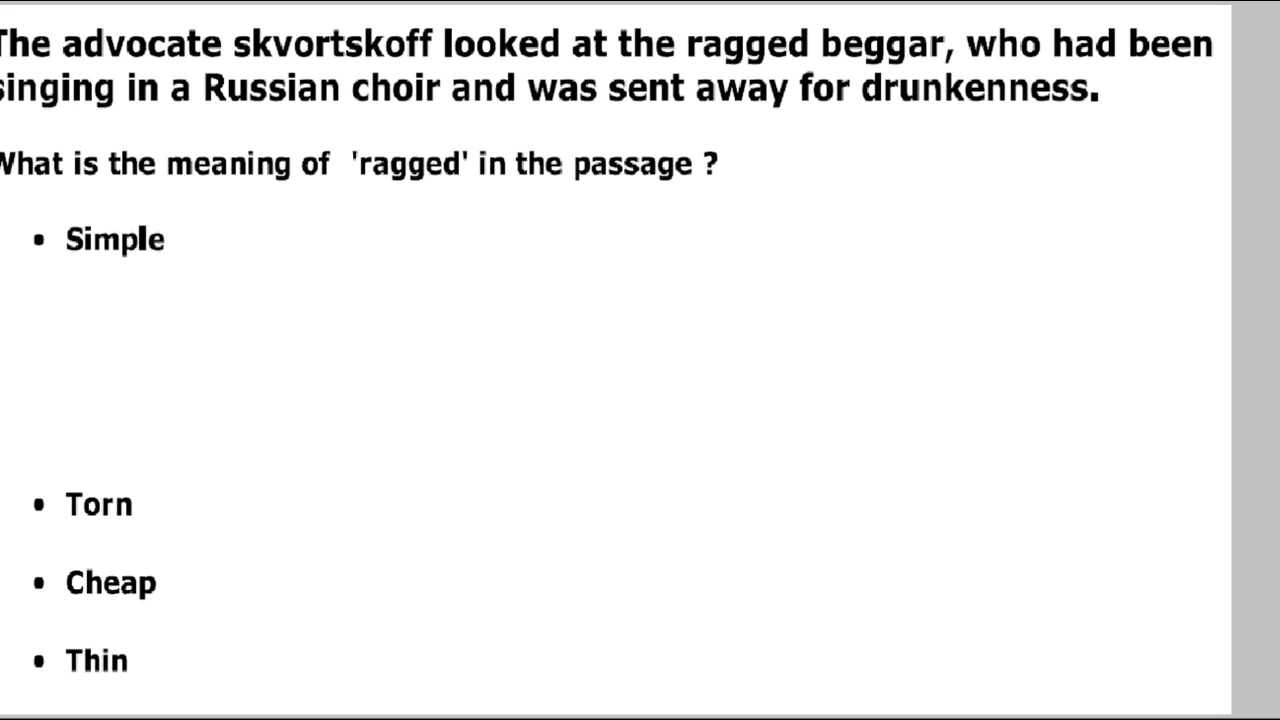 The advocate skvortskoff looked at the ragged beggar, who had been
singing in a Russian choir and was sent away for drunkenness.
What is the meaning of 'ragged' in the passage ?
• Simple
• Torn
• Cheap
• Thin